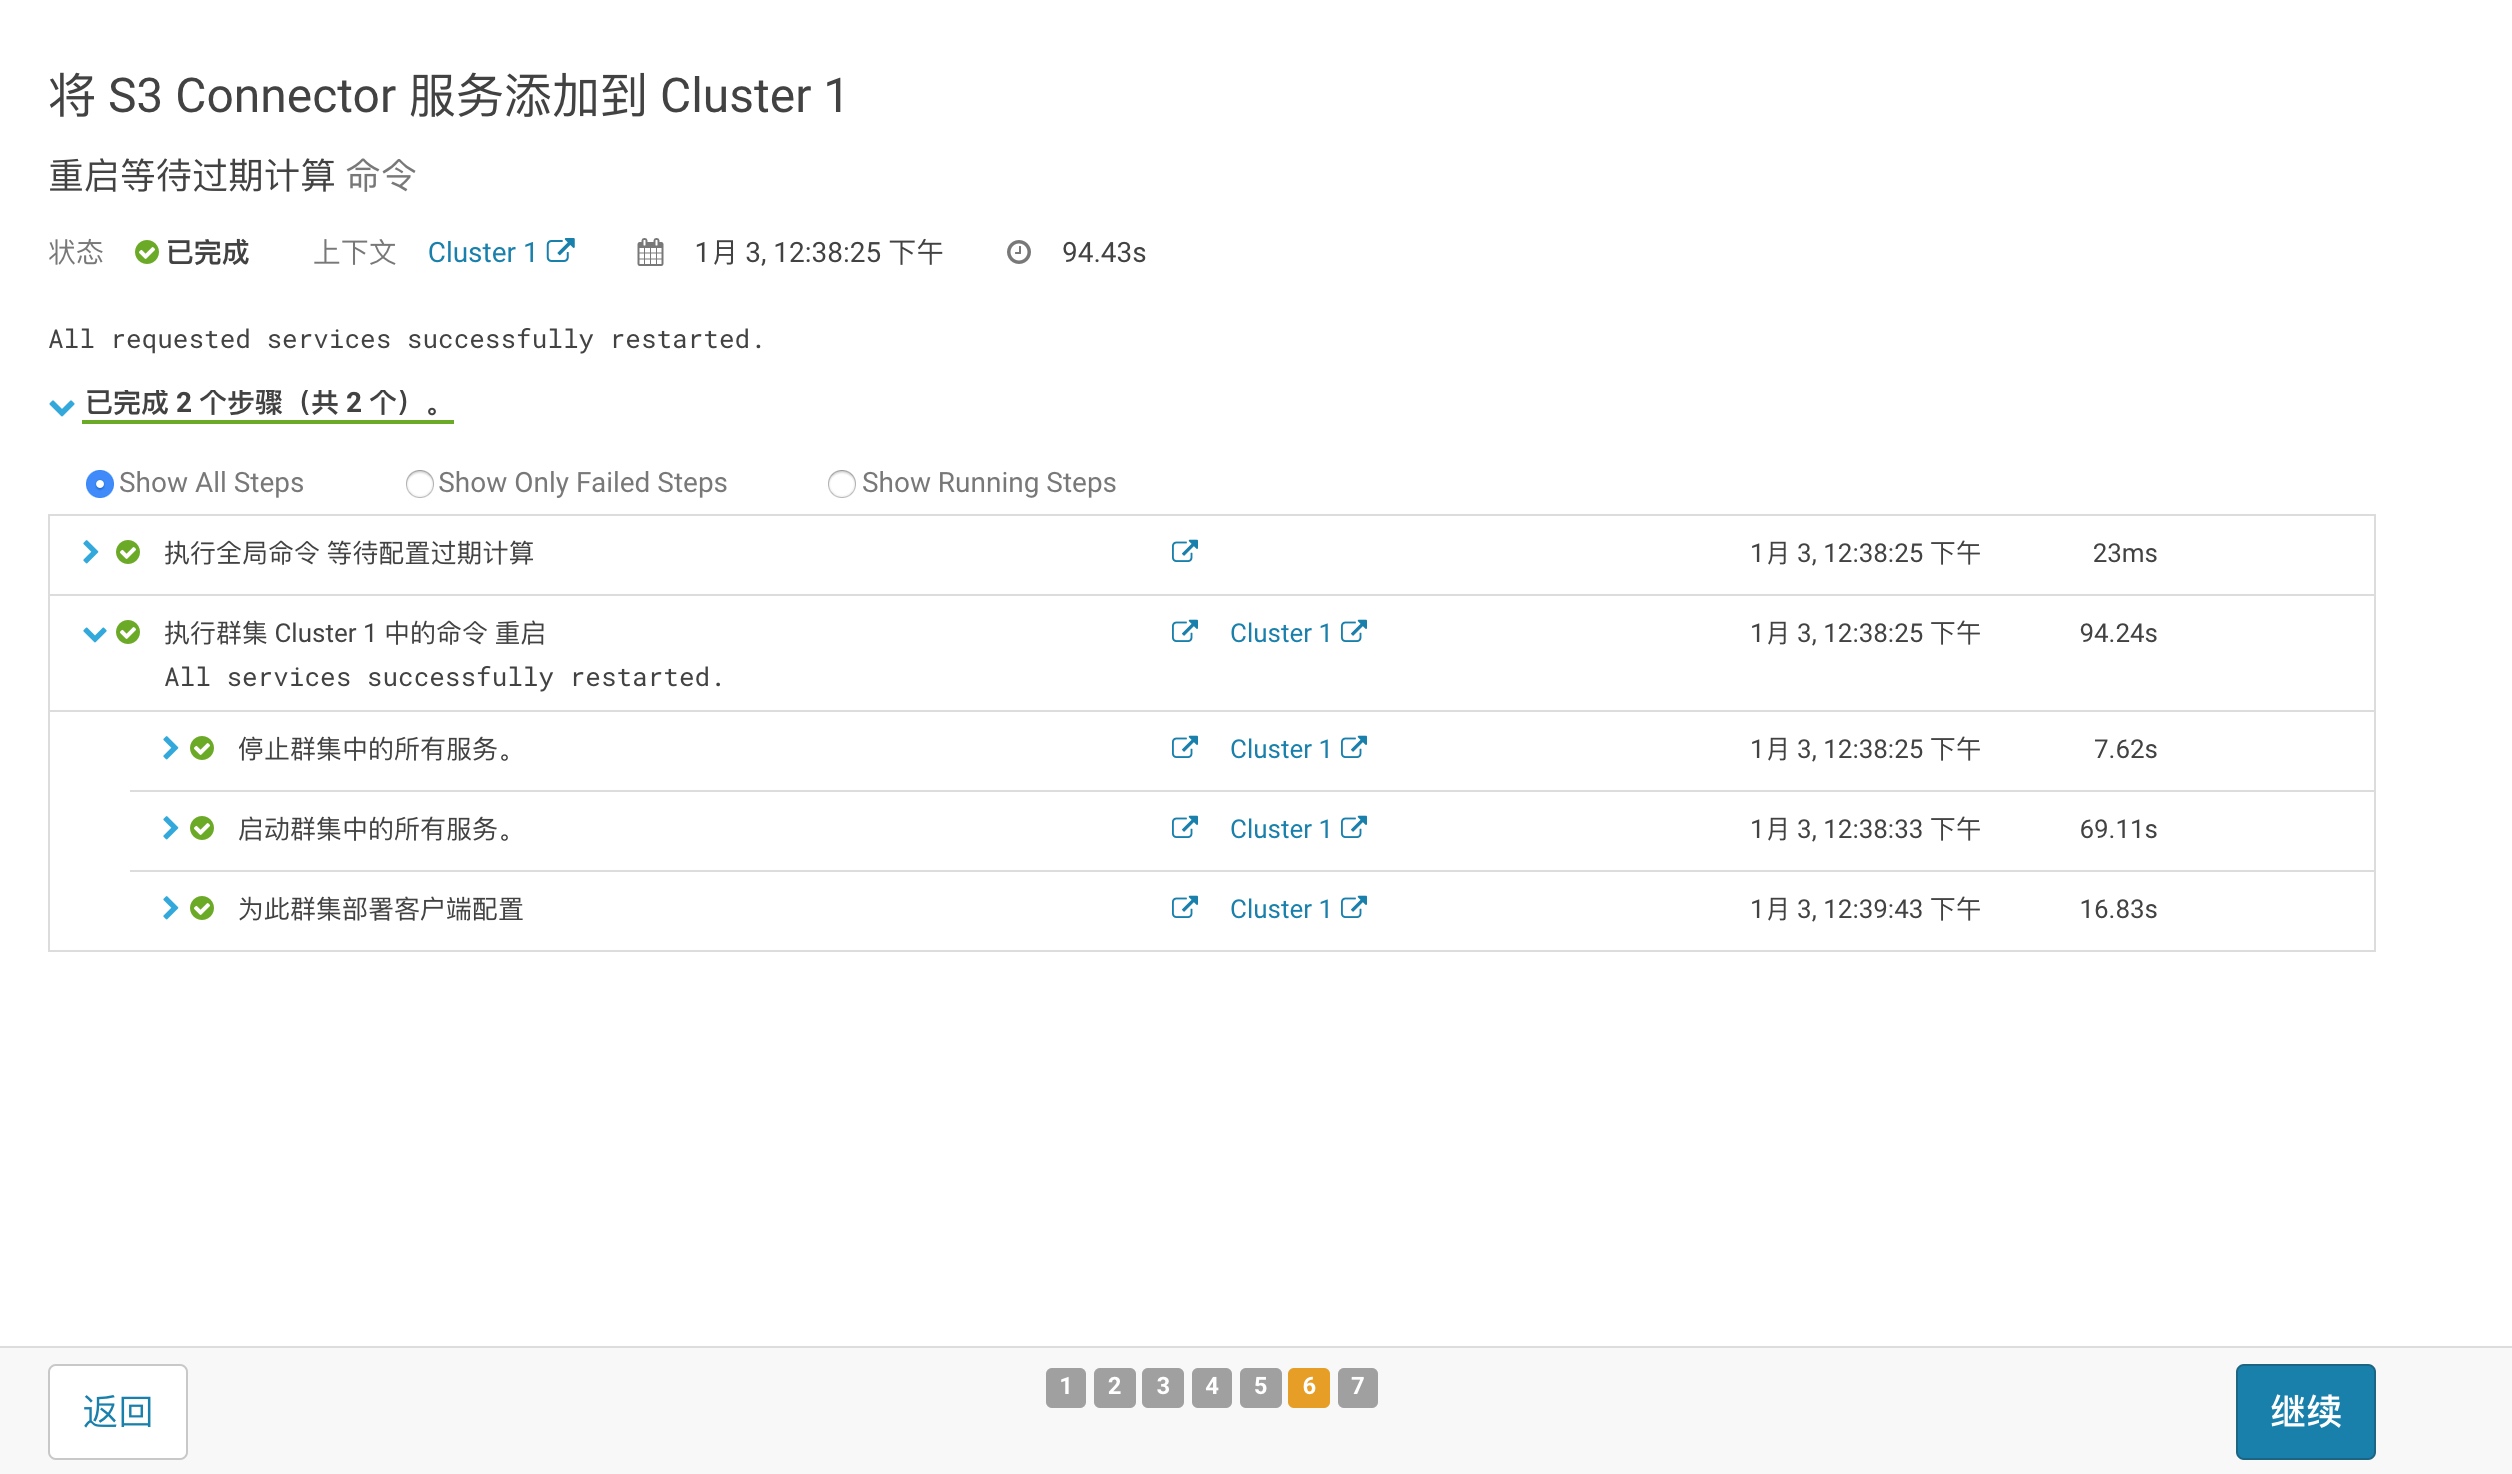 将 S3 Connector 服务添加到 Cluster 1
重启等待过期计算 命令
状态 已完成 上下文 Cluster 1 1月 3, 12:38:25 下午 94.43s
All requested services successfully restarted.
已完成 2 个步骤（共 2 个）。
Show All Steps Show Only Failed Steps Show Running Steps
执行全局命令 等待配置过期计算 1月 3, 12:38:25 下午 23ms
执行群集 Cluster 1 中的命令 重启 Cluster 1 1月 3, 12:38:25 下午 94.24s
All services successfully restarted.
停止群集中的所有服务。 Cluster 1 1月 3, 12:38:25 下午 7.62s
启动群集中的所有服务。 Cluster 1 1月 3, 12:38:33 下午 69.11s
为此群集部署客户端配置 Cluster 1 1月 3, 12:39:43 下午 16.83s
返回 1 2 3 4 5 6 7 继续